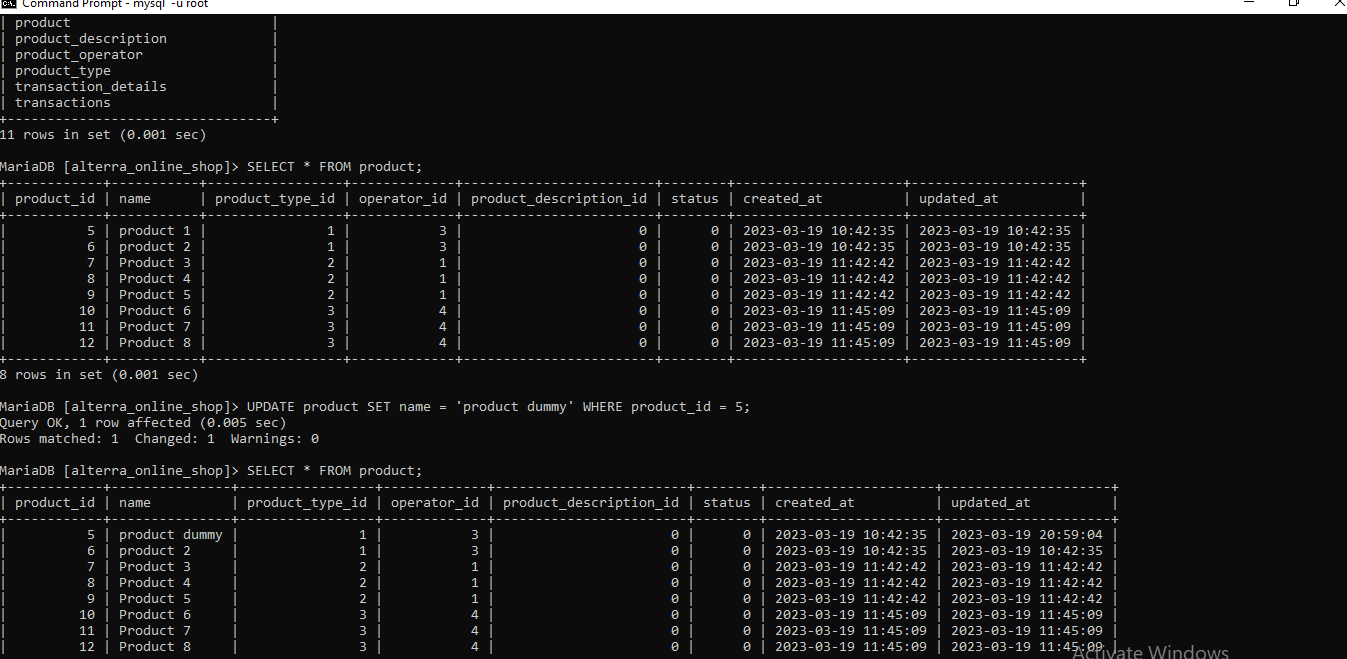 Command Prompt - mysql -u root
| product |
| product_description |
| product_operator |
| product_type |
| transaction_details |
| transactions |
+--------------------------------+
11 rows in set (0.001 sec)
MariaDB [alterra_online_shop]> SELECT * FROM product;
+------------+-----------+-----------------+-------------+------------------------+--------+---------------------+---------------------+
| product_id | name | product_type_id | operator_id | product_description_id | status | created_at | updated_at |
+------------+-----------+-----------------+-------------+------------------------+--------+---------------------+---------------------+
| 5 | product 1 | 1 | 3 | 0 | 0 | 2023-03-19 10:42:35 | 2023-03-19 10:42:35 |
| 6 | product 2 | 1 | 3 | 0 | 0 | 2023-03-19 10:42:35 | 2023-03-19 10:42:35 |
| 7 | Product 3 | 2 | 1 | 0 | 0 | 2023-03-19 11:42:42 | 2023-03-19 11:42:42 |
| 8 | Product 4 | 2 | 1 | 0 | 0 | 2023-03-19 11:42:42 | 2023-03-19 11:42:42 |
| 9 | Product 5 | 2 | 1 | 0 | 0 | 2023-03-19 11:42:42 | 2023-03-19 11:42:42 |
| 10 | Product 6 | 3 | 4 | 0 | 0 | 2023-03-19 11:45:09 | 2023-03-19 11:45:09 |
| 11 | Product 7 | 3 | 4 | 0 | 0 | 2023-03-19 11:45:09 | 2023-03-19 11:45:09 |
| 12 | Product 8 | 3 | 4 | 0 | 0 | 2023-03-19 11:45:09 | 2023-03-19 11:45:09 |
+------------+-----------+-----------------+-------------+------------------------+--------+---------------------+---------------------+
8 rows in set (0.001 sec)
MariaDB [alterra_online_shop]> UPDATE product SET name = 'product dummy' WHERE product_id = 5;
Query OK, 1 row affected (0.005 sec)
Rows matched: 1  Changed: 1  Warnings: 0
MariaDB [alterra_online_shop]> SELECT * FROM product;
+------------+---------------+-----------------+-------------+------------------------+--------+---------------------+---------------------+
| product_id | name | product_type_id | operator_id | product_description_id | status | created_at | updated_at |
+------------+---------------+-----------------+-------------+------------------------+--------+---------------------+---------------------+
| 5 | product dummy | 1 | 3 | 0 | 0 | 2023-03-19 10:42:35 | 2023-03-19 20:59:04 |
| 6 | product 2 | 1 | 3 | 0 | 0 | 2023-03-19 10:42:35 | 2023-03-19 10:42:35 |
| 7 | Product 3 | 2 | 1 | 0 | 0 | 2023-03-19 11:42:42 | 2023-03-19 11:42:42 |
| 8 | Product 4 | 2 | 1 | 0 | 0 | 2023-03-19 11:42:42 | 2023-03-19 11:42:42 |
| 9 | Product 5 | 2 | 1 | 0 | 0 | 2023-03-19 11:42:42 | 2023-03-19 11:42:42 |
| 10 | Product 6 | 3 | 4 | 0 | 0 | 2023-03-19 11:45:09 | 2023-03-19 11:45:09 |
| 11 | Product 7 | 3 | 4 | 0 | 0 | 2023-03-19 11:45:09 | 2023-03-19 11:45:09 |
| 12 | Product 8 | 3 | 4 | 0 | 0 | 2023-03-19 11:45:09 | 2023-03-19 11:45:09 |
Activate Windows